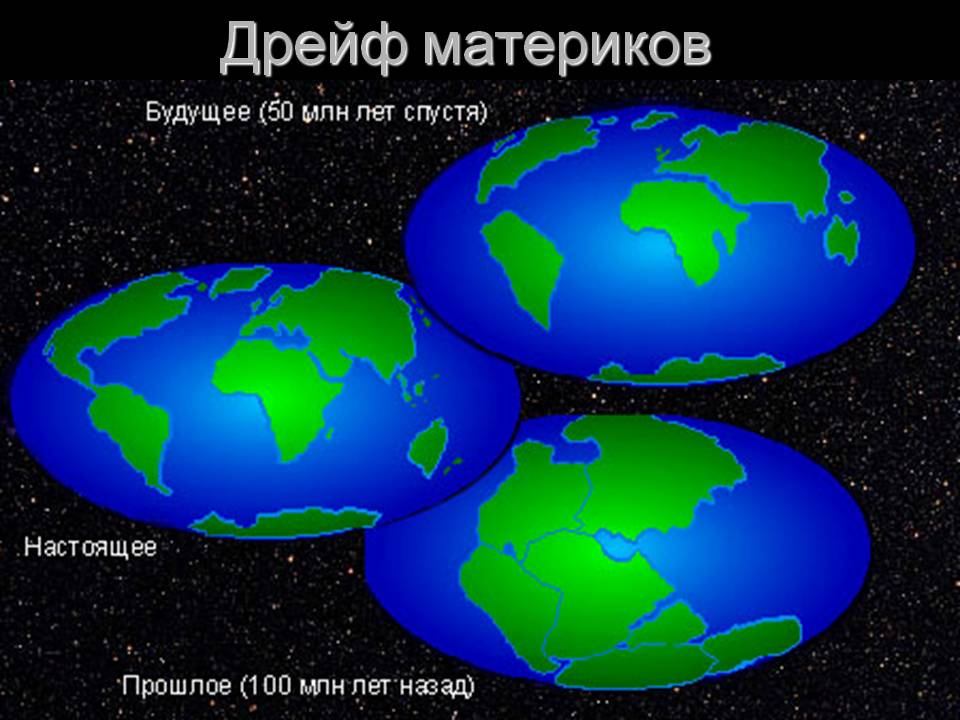 Дрейф материков
Будущее (50 млн лет спустя)
Настоящее
Прошлое (100 млн лет назад)